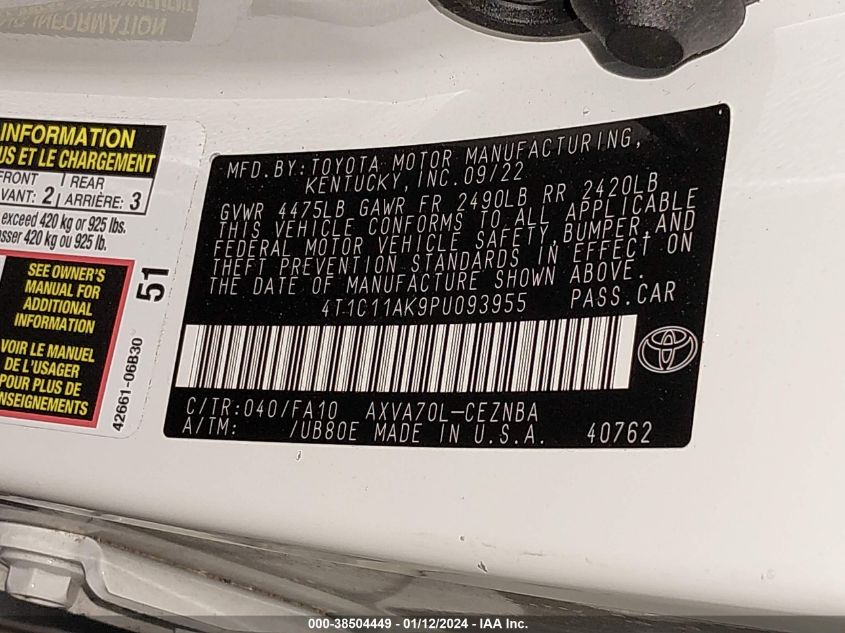 INFORMATION
INFORMATION
US ET LE CHARGEMENT
FRONT
VANT: 2
REAR
ARRIÈRE: 3
exceed 420 kg or 925 lbs.
asser 420 kg ou 925 lb.
SEE OWNER'S
MANUAL FOR
ADDITIONAL
INFORMATION
VOIR LE MANUEL
DE L'USAGER
POUR PLUS DE
NSEIGNEMENTS
51
42661-06B30
MFD. BY: TOYOTA MOTOR MANUFACTURING,
KENTUCKY, INC. 09/22
GVWR 4475LB GAWR FR 2490LB RR 2420LB
THIS VEHICLE CONFORMS TO ALL APPLICABLE
FEDERAL MOTOR VEHICLE SAFETY, BUMPER, AND
THEFT PREVENTION STANDARDS IN EFFECT ON
THE DATE OF MANUFACTURE SHOWN ABOVE.
4T1C11AK9PU093955 PASS. CAR
C/TR: 040/FA10 AXVA70L-CEZNBA
A/TM: /UB80E MADE IN U.S.A. 40762
000-38504449 - 01/12/2024 - IAA Inc.